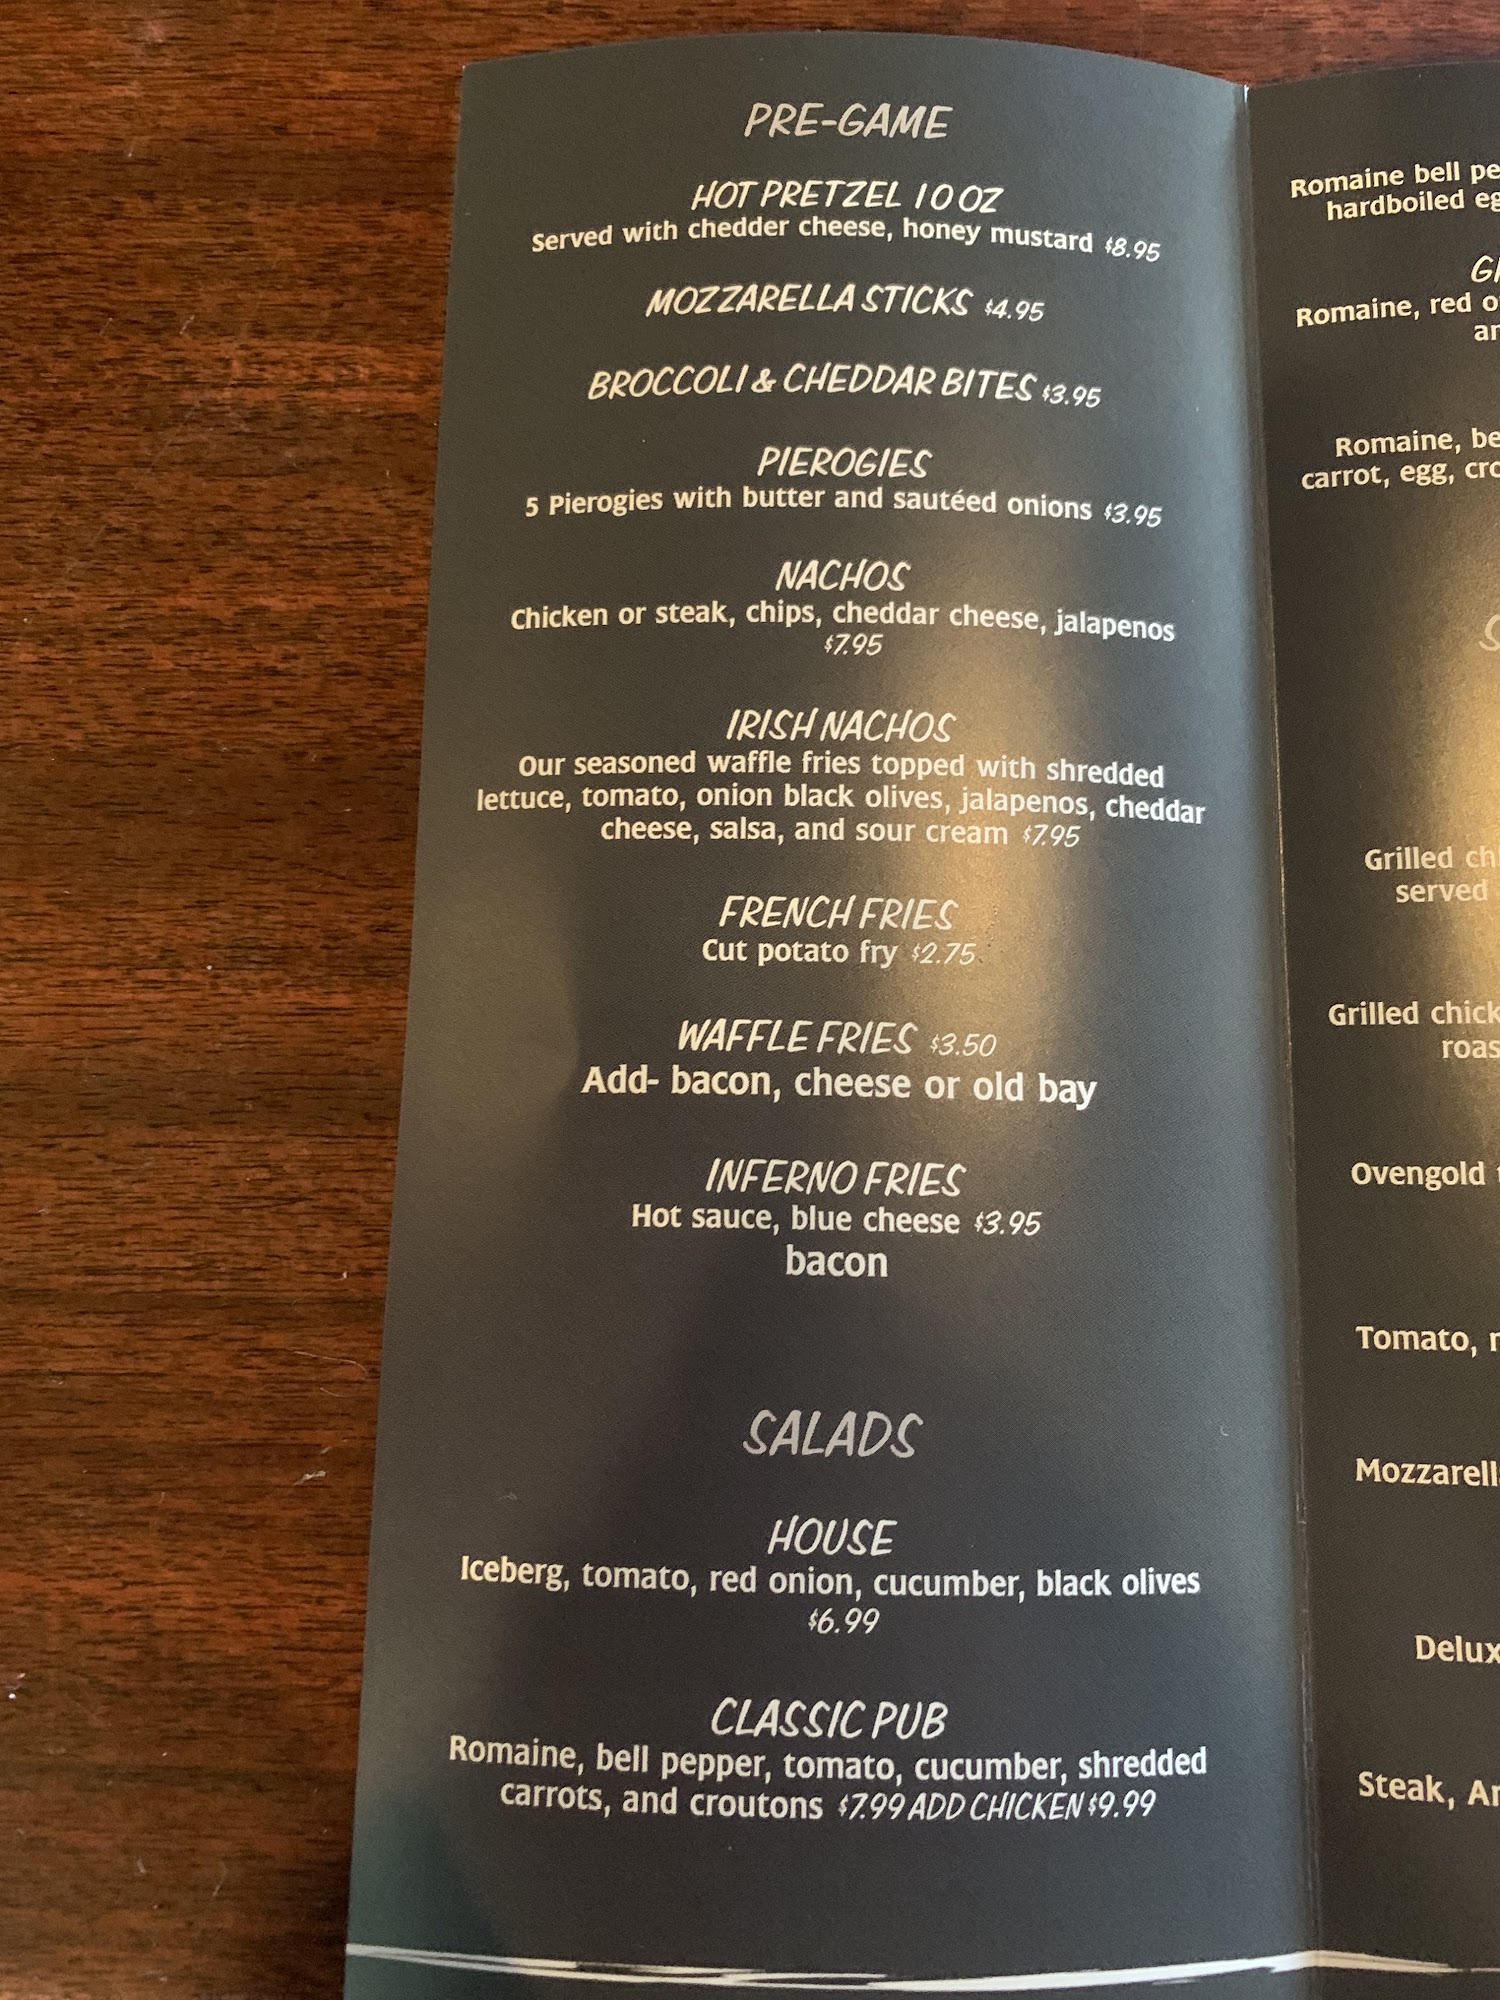 PRE-GAME
HOT PRETZEL 10 OZ
Served with chedder cheese, honey mustard $8.95
MOZZARELLA STICKS $4.95
BROCCOLI & CHEDDAR BITES $3.95
PIEROGIES
5 Pierogies with butter and sautéed onions $3.95
NACHOS
Chicken or steak, chips, cheddar cheese, jalapenos
$7.95
IRISH NACHOS
Our seasoned waffle fries topped with shredded
lettuce, tomato, onion black olives, jalapenos, cheddar
cheese, salsa, and sour cream $7.95
FRENCH FRIES
Cut potato fry $2.75
WAFFLE FRIES $3.50
Add- bacon, cheese or old bay
INFERNO FRIES
Hot sauce, blue cheese $3.95
bacon
SALADS
HOUSE
Iceberg, tomato, red onion, cucumber, black olives
$6.99
CLASSIC PUB
Romaine, bell pepper, tomato, cucumber, shredded
carrots, and croutons $7.99 ADD CHICKEN $9.99
Romaine bell
hardboiled
Romaine, red
Romaine,
carrot, egg,
Grilled
served
Grilled
Ovengold
Tomato,
Steak,